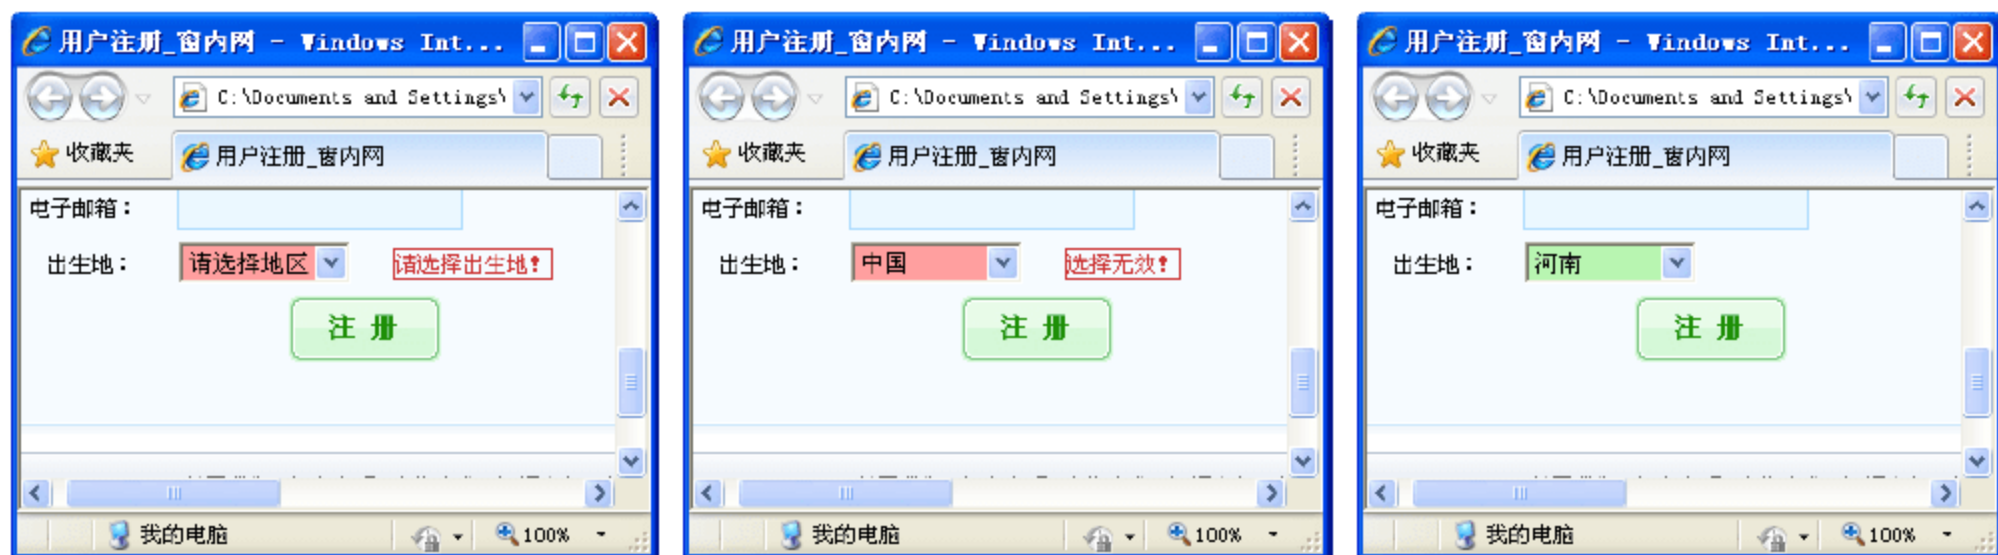 用户注册_窗内网 - Windows Int...
C:\Documents and Settings\
收藏夹
用户注册_窗内网
电子邮箱：
出生地：
请选择地区
请选择出生地！
注 册
我的电脑
100%
用户注册_窗内网 - Windows Int...
C:\Documents and Settings\
收藏夹
用户注册_窗内网
电子邮箱：
出生地：
中国
选择无效！
注 册
我的电脑
100%
用户注册_窗内网 - Windows Int...
C:\Documents and Settings\
收藏夹
用户注册_窗内网
电子邮箱：
出生地：
河南
注 册
我的电脑
100%